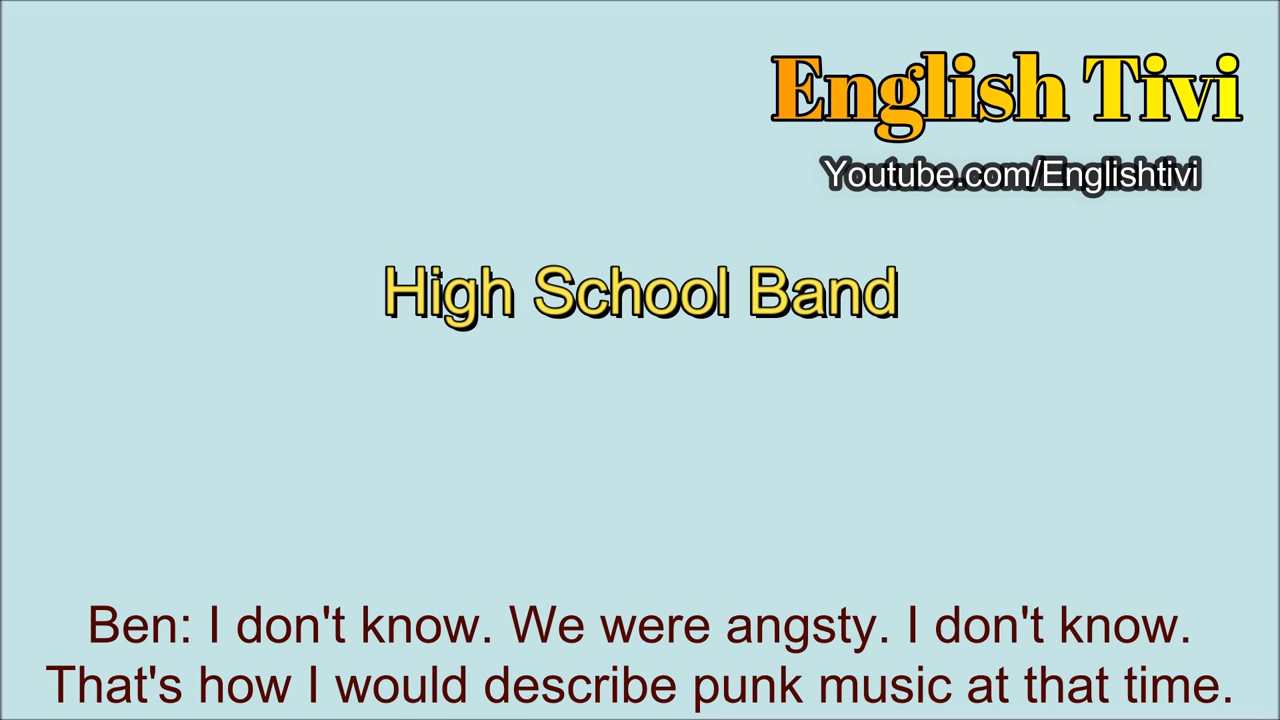 English Tivi
Youtube.com/Englishtivi
High School Band
Ben: I don't know. We were angsty. I don't know.
That's how I would describe punk music at that time.